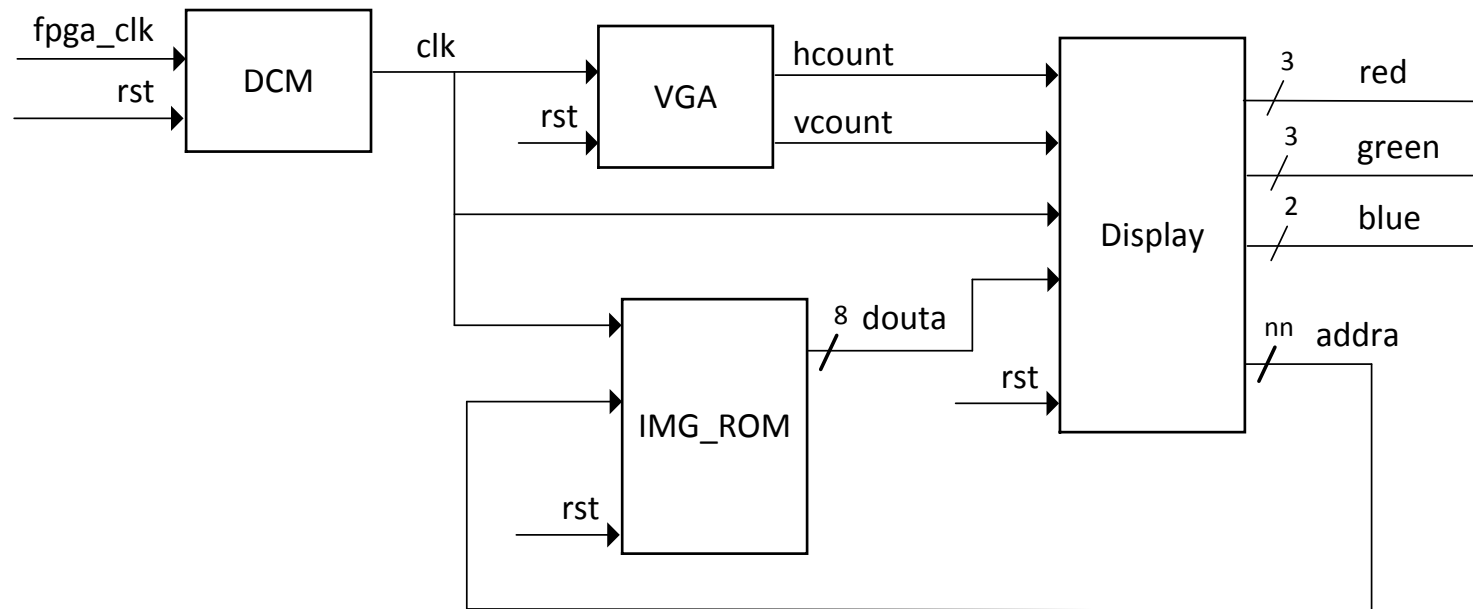 fpga_clk
rst
DCM
clk
rst
VGA
hcount
vcount
Display
3
red
3
green
2
blue
nn
addra
8
douta
rst
IMG_ROM
rst